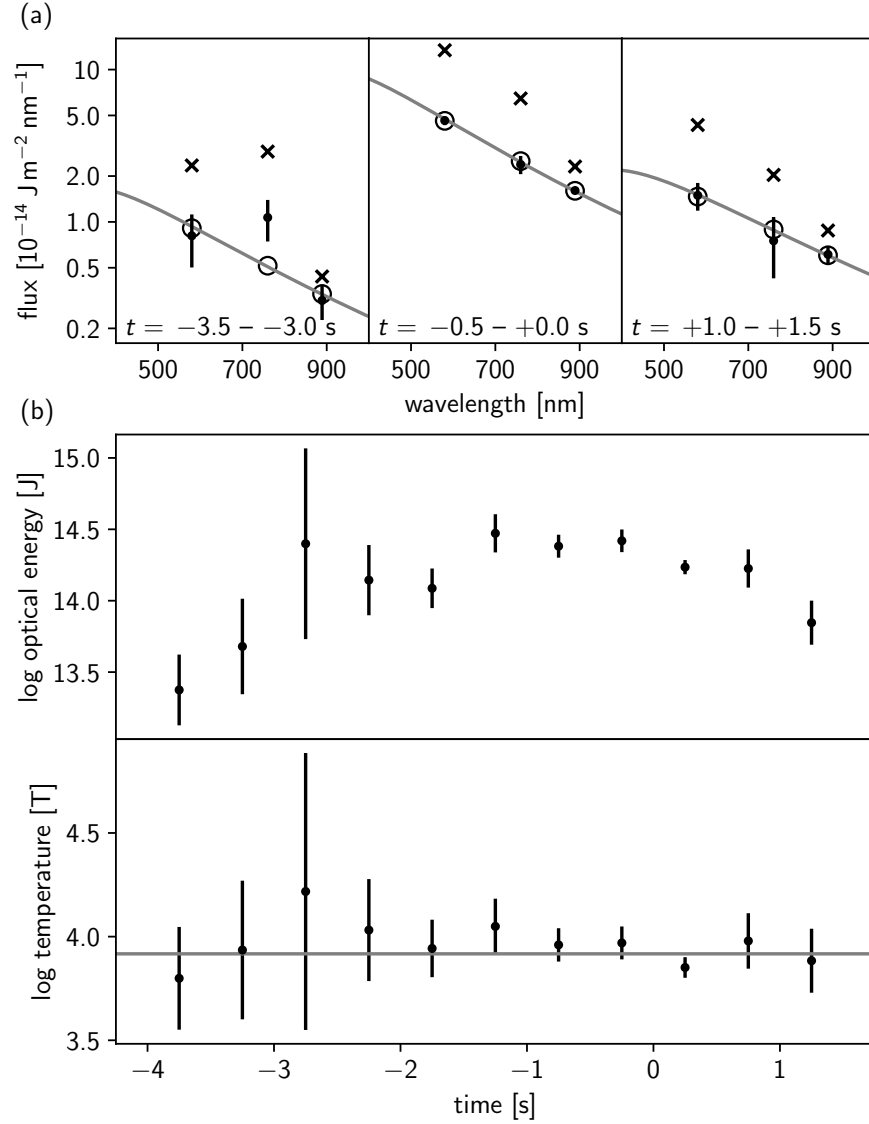 (a)
flux [10⁻¹⁴ J m⁻² nm⁻¹]
10
5.0
2.0
1.0
0.5
0.2
t = −3.5 – −3.0 s
t = −0.5 – +0.0 s
t = +1.0 – +1.5 s
500 700 900 500 700 900 500 700 900
wavelength [nm]
(b)
log optical energy [J]
15.0
14.5
14.0
13.5
log temperature [T]
4.5
4.0
3.5
−4 −3 −2 −1 0 1
time [s]